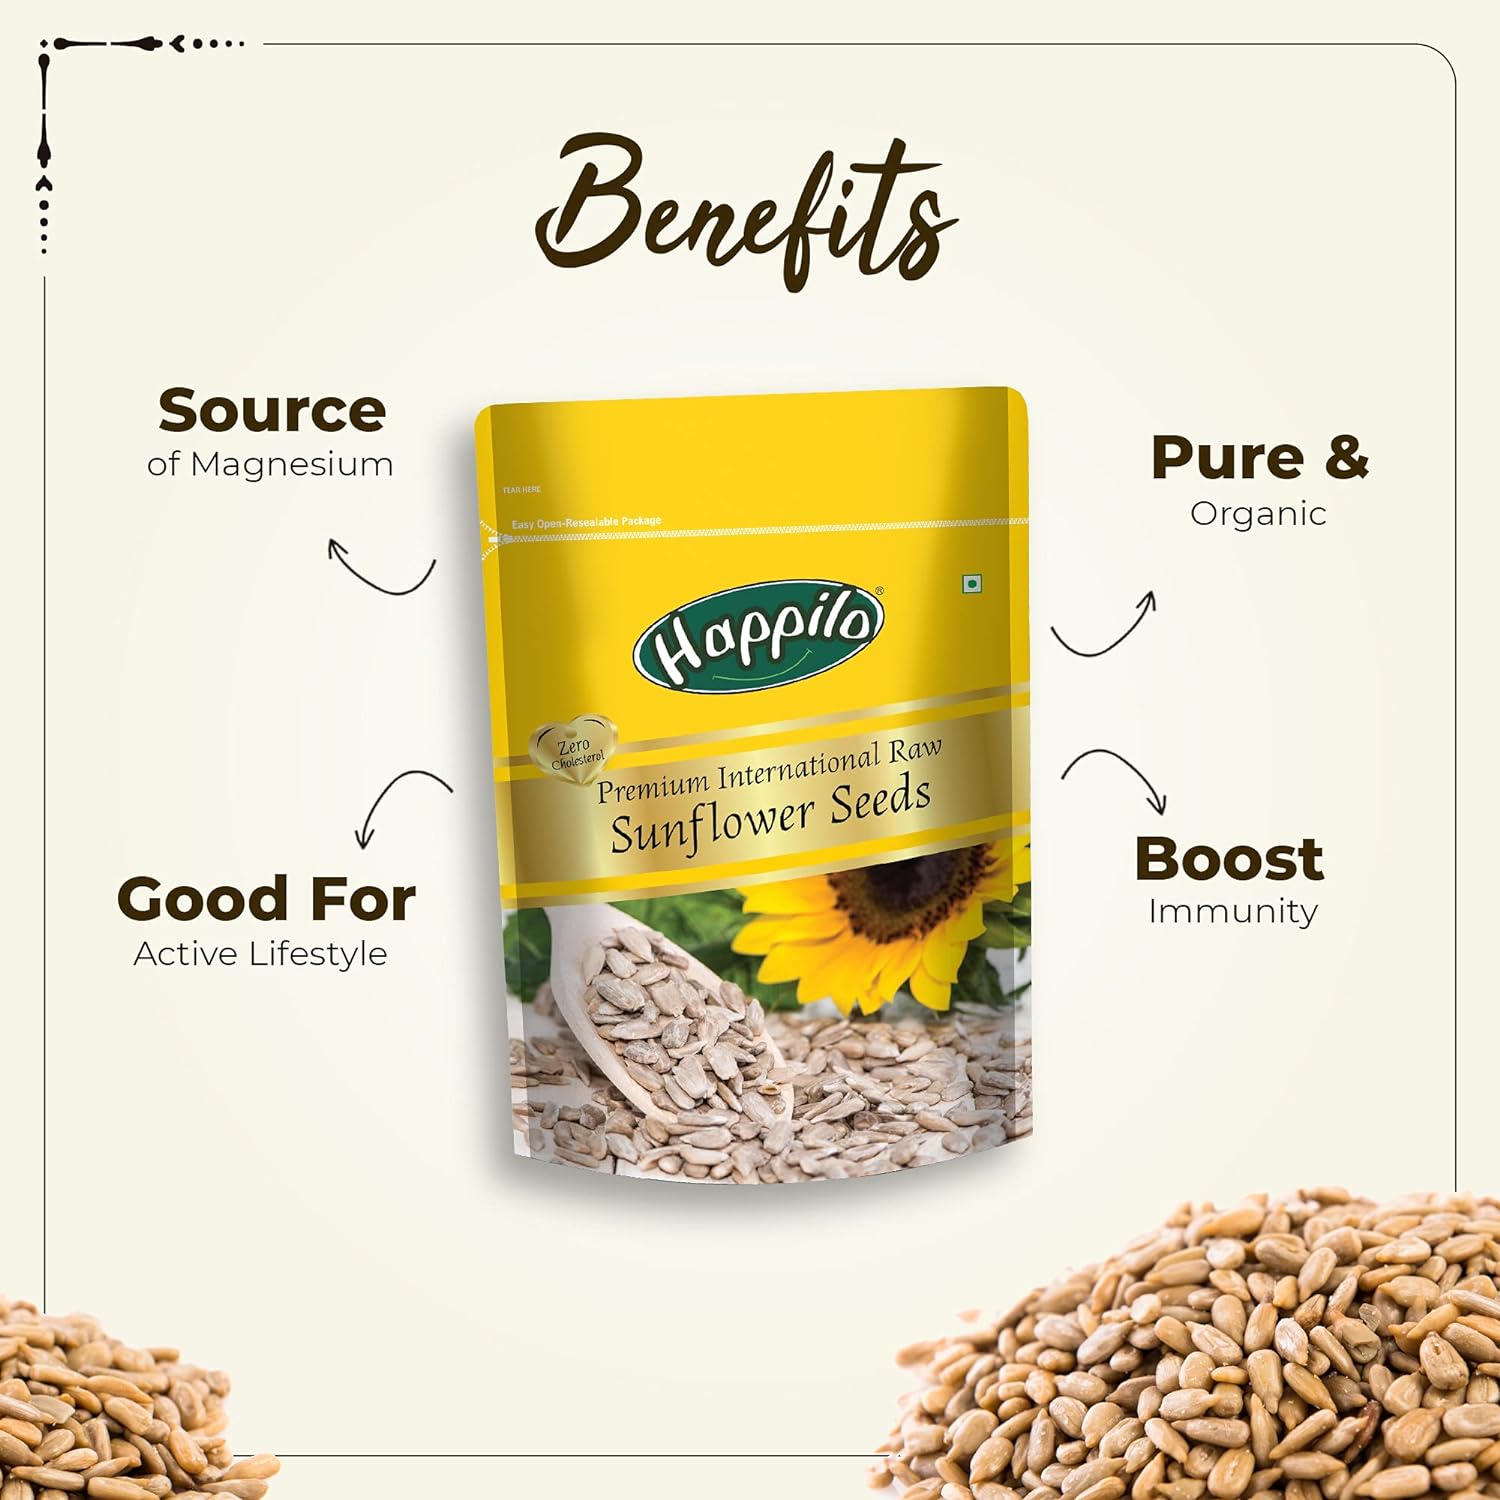 Benefits
Source
of Magnesium
Pure &
Organic
TEAR HERE
Easy Open-Resealable Package
Happilo®
Zero
Cholesterol
Premium International Raw
Sunflower Seeds
Good For
Active Lifestyle
Boost
Immunity